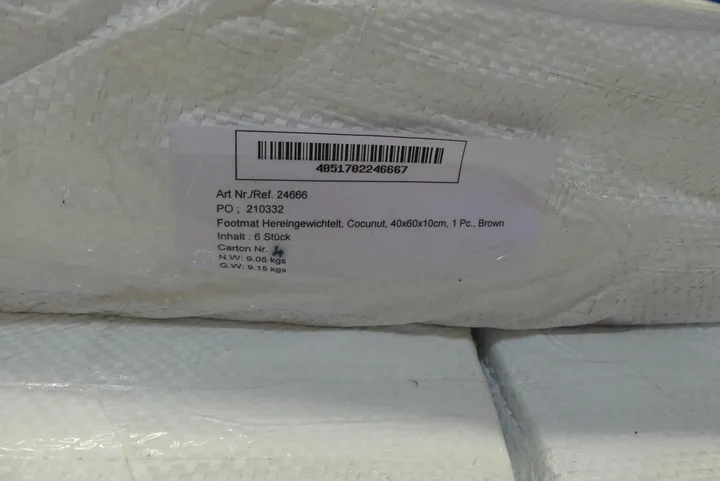 4051702246667
Art Nr./Ref. 24666
PO ; 210332
Footmat Hereingewichtelt, Cocunut, 40x60x10cm, 1 Pc., Brown
Inhalt : 6 Stück
Carton Nr.
N.W: 9.05 kgs
G.W: 9.15 kgs